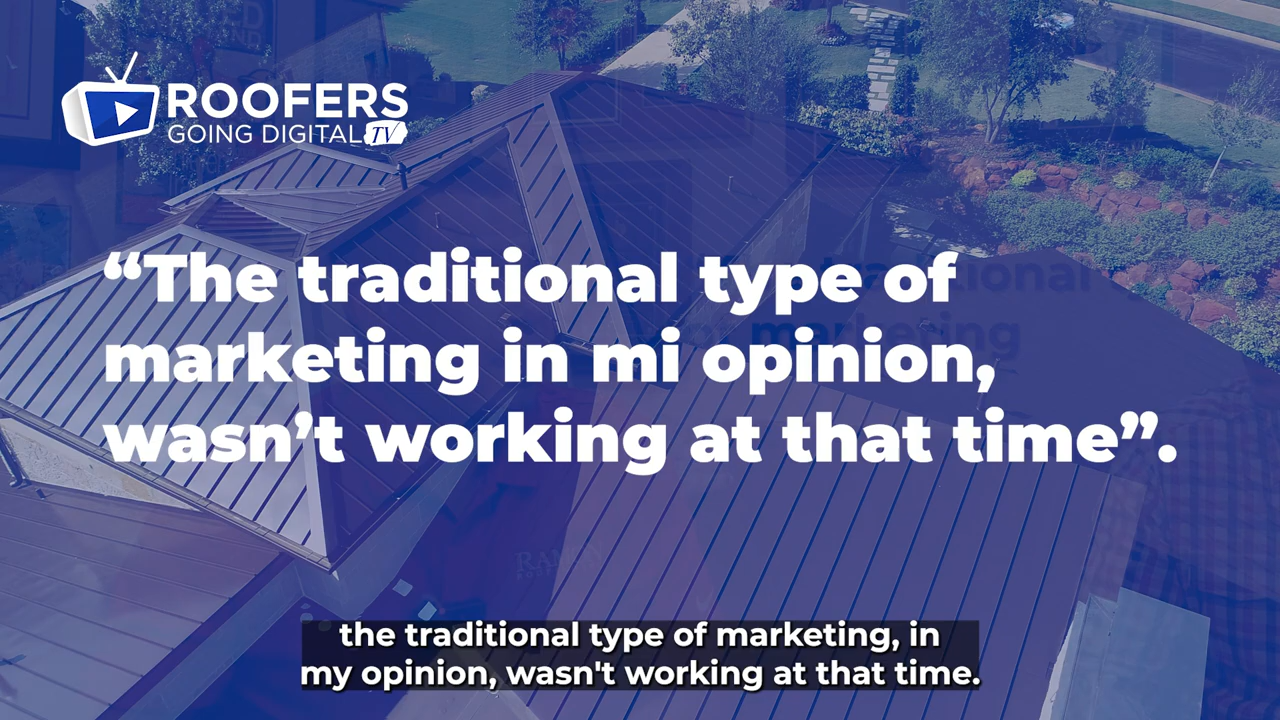 ROOFERS
GOING DIGITAL TV
“The traditional type of
marketing in mi opinion,
wasn’t working at that time”.
the traditional type of marketing, in
my opinion, wasn't working at that time.